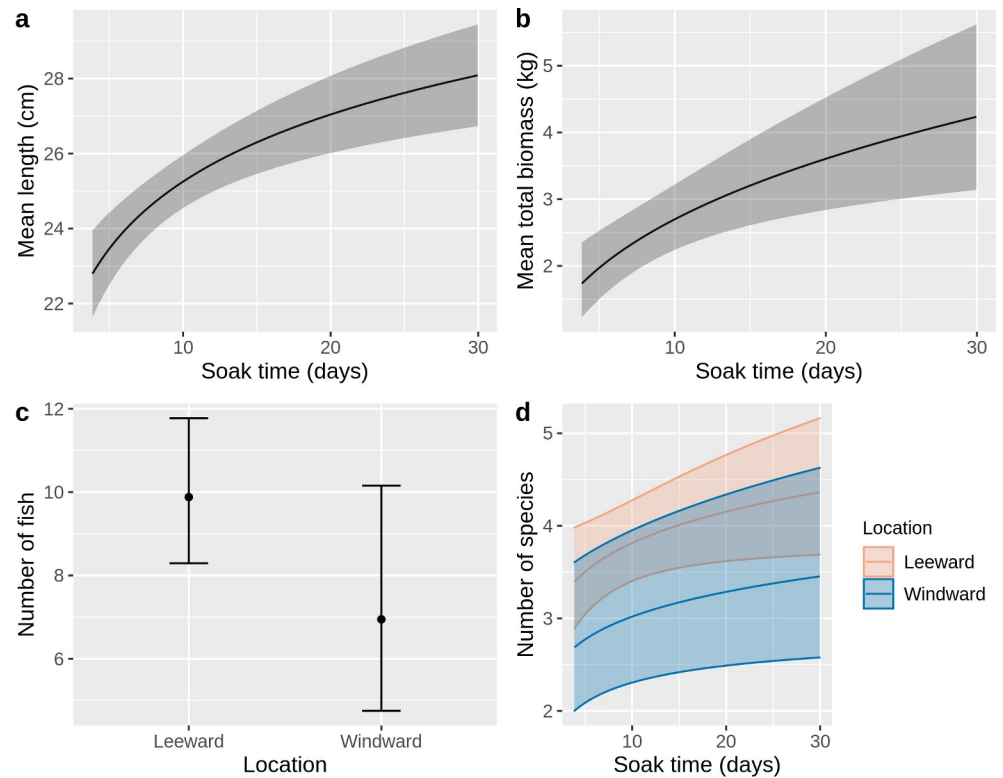 a
Mean length (cm)
28
26
24
22
10 20 30
Soak time (days)
b
Mean total biomass (kg)
5
4
3
2
10 20 30
Soak time (days)
c
Number of fish
12
10
8
6
Leeward Windward
Location
d
Number of species
5
4
3
2
10 20 30
Soak time (days)
Location
Leeward
Windward